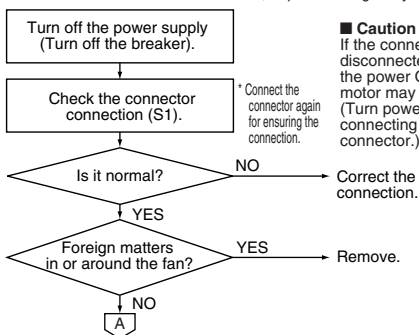 Turn off the power supply
(Turn off the breaker).
Check the connector
connection (S1).
* Connect the
connector again
for ensuring the
connection.
■ Caution
If the conne
disconnecte
the power O
motor may
(Turn power
connecting
connector.)
Is it normal?
NO
Correct the
connection.
YES
Foreign matters
in or around the fan?
YES
Remove.
NO
A